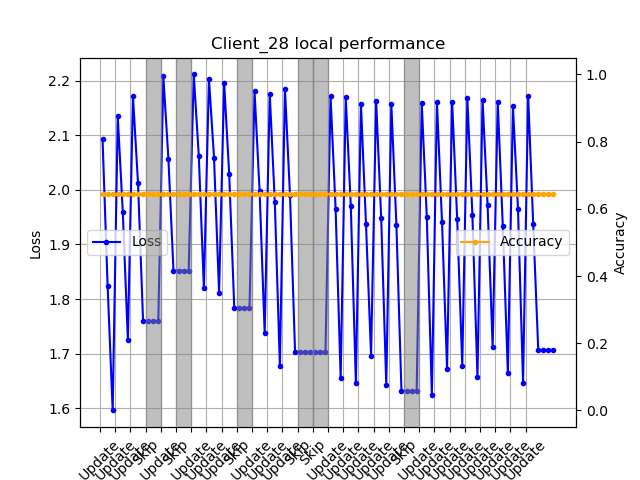 Client_28 local performance
2.2
2.1
2.0
1.9
1.8
1.7
1.6
Loss
Loss
Accuracy
1.0
0.8
0.6
0.4
0.2
0.0
Accuracy
Update
Update
Update
Skip
Update
Skip
Update
Update
Update
Skip
Update
Update
Update
Skip
Skip
Update
Update
Update
Update
Update
Skip
Update
Update
Update
Update
Update
Update
Update
Update